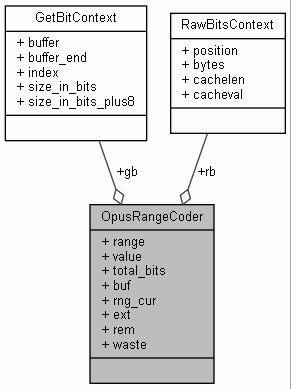 GetBitContext
+ buffer
+ buffer_end
+ index
+ size_in_bits
+ size_in_bits_plus8
RawBitsContext
+ position
+ bytes
+ cachelen
+ cacheval
+gb
+rb
OpusRangeCoder
+ range
+ value
+ total_bits
+ buf
+ rng_cur
+ ext
+ rem
+ waste